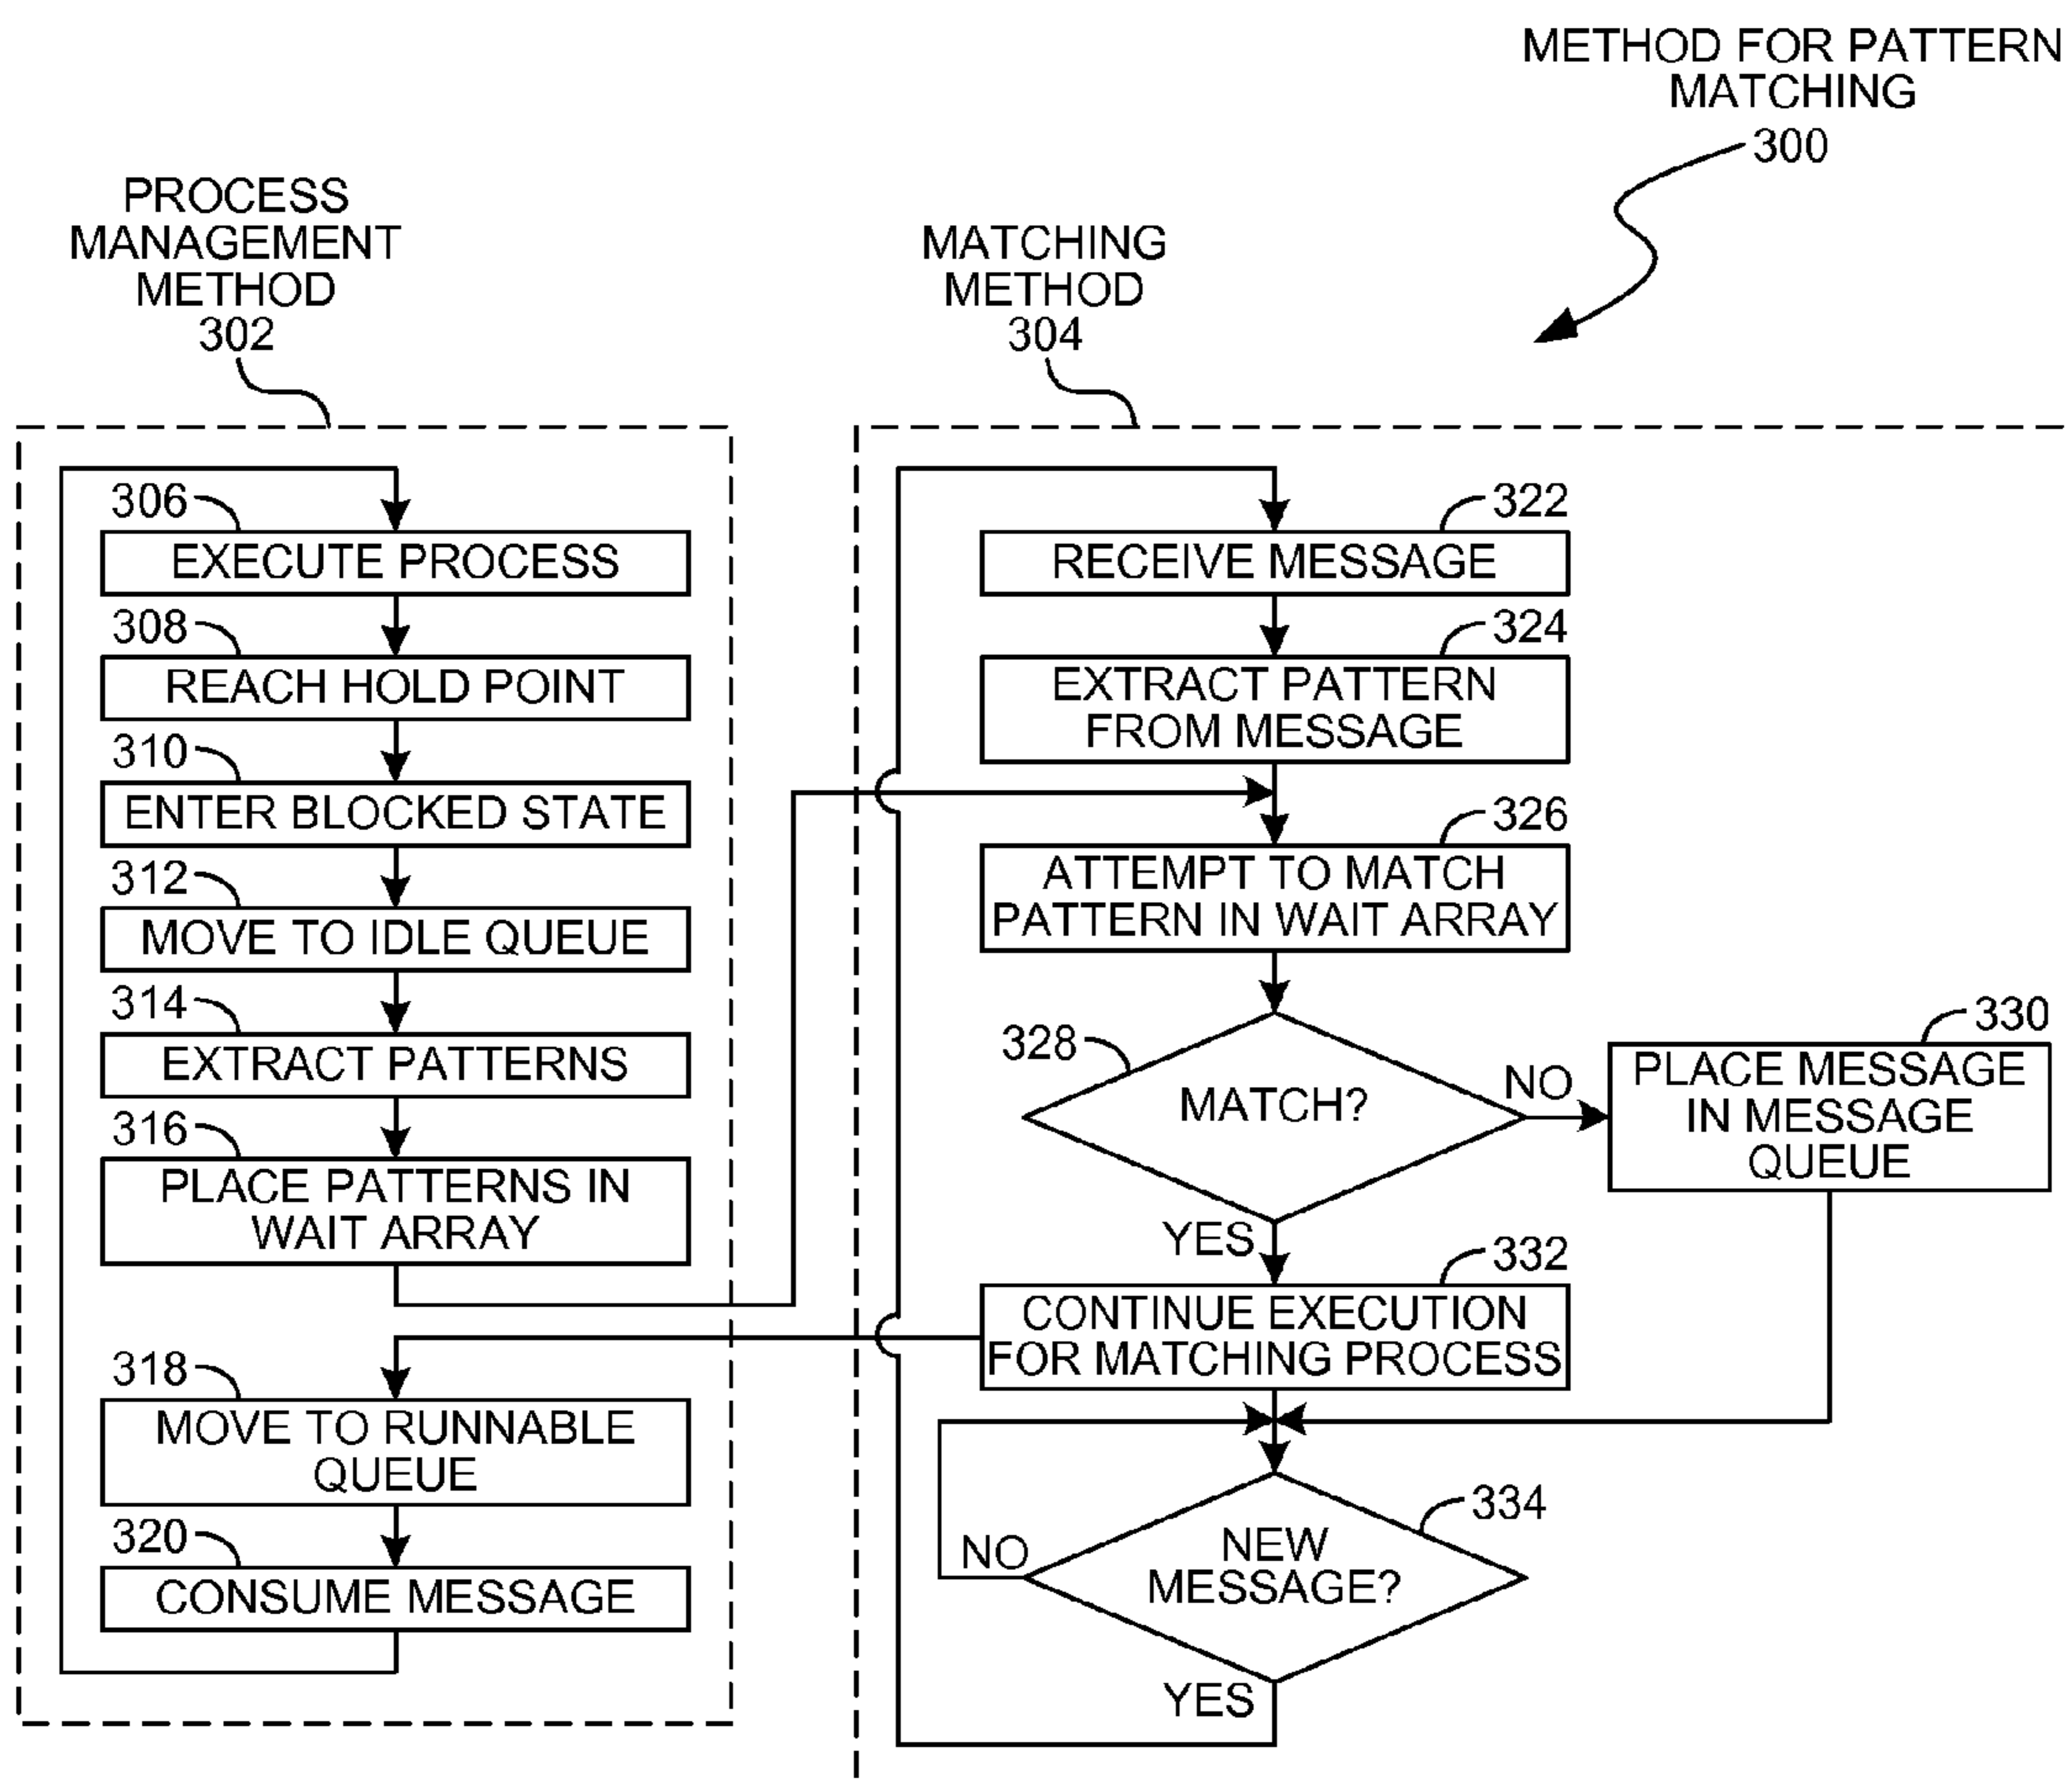 METHOD FOR PATTERN
MATCHING
300
PROCESS
MANAGEMENT
METHOD
302
MATCHING
METHOD
304
306
EXECUTE PROCESS
308
REACH HOLD POINT
310
ENTER BLOCKED STATE
312
MOVE TO IDLE QUEUE
314
EXTRACT PATTERNS
316
PLACE PATTERNS IN
WAIT ARRAY
318
MOVE TO RUNNABLE
QUEUE
320
CONSUME MESSAGE
322
RECEIVE MESSAGE
324
EXTRACT PATTERN
FROM MESSAGE
326
ATTEMPT TO MATCH
PATTERN IN WAIT ARRAY
328
MATCH?
NO
330
PLACE MESSAGE
IN MESSAGE
QUEUE
YES
332
CONTINUE EXECUTION
FOR MATCHING PROCESS
334
NEW
MESSAGE?
NO
YES